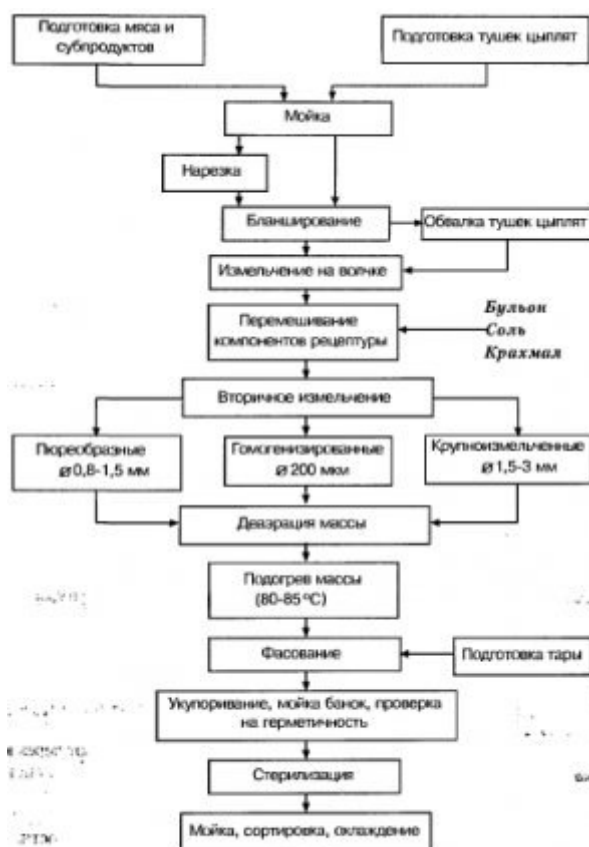 Подготовка мяса и
субпродуктов
Подготовка тушек цыплят
Мойка
Нарезка
Бланширование
Обвалка тушек цыплят
Измельчение на волчке
Перемешивание
компонентов рецептуры
Бульон
Соль
Крахмал
Вторичное измельчение
Пюреобразные
⌀0,8-1,5 мм
Гомогенизированные
⌀200 мкм
Крупноизмельченные
⌀1,5-3 мм
Деаэрация массы
Подогрев массы
(80-85 °C)
Фасование
Подготовка тары
Укупоривание, мойка банок, проверка
на герметичность
Стерилизация
Мойка, сортировка, охлаждение